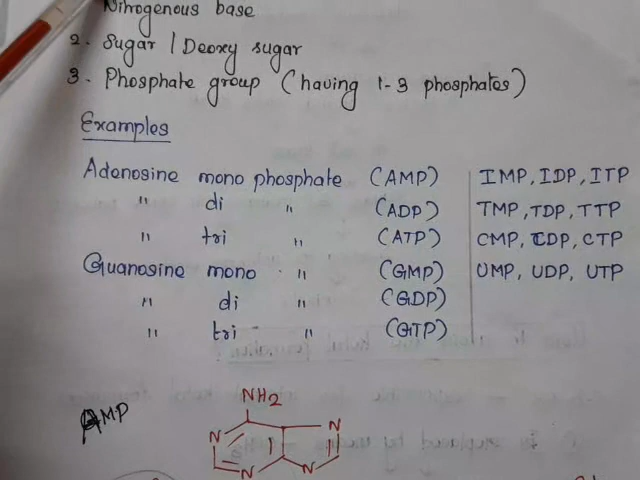 Nitrogenous base
2. Sugar / Deoxy sugar
3. Phosphate group (having 1-3 phosphates)
Examples
Adenosine mono phosphate (AMP) IMP, IDP, ITP
" di " (ADP) TMP, TDP, TTP
" tri " (ATP) CMP, CDP, CTP
Guanosine mono " (GMP) UMP, UDP, UTP
" di " (GDP)
" tri " (GTP)
AMP
NH2
N N
N N